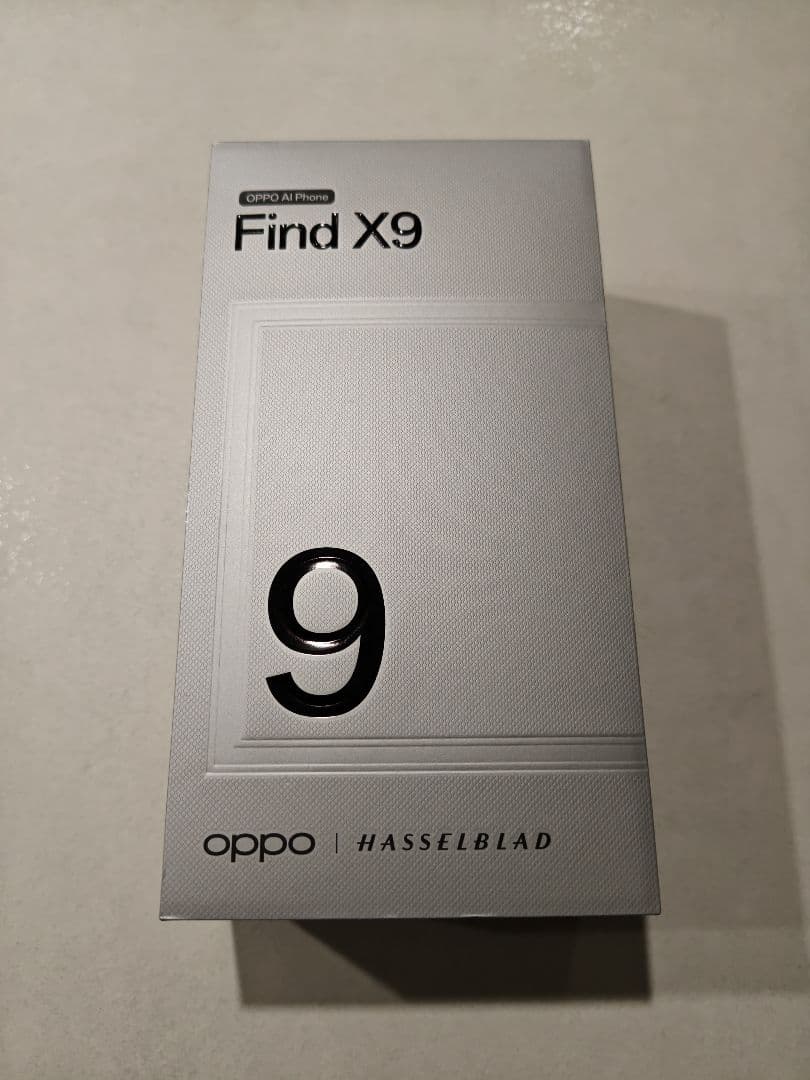 OPPO AI Phone
Find X9
9
oppo | HASSELBLAD